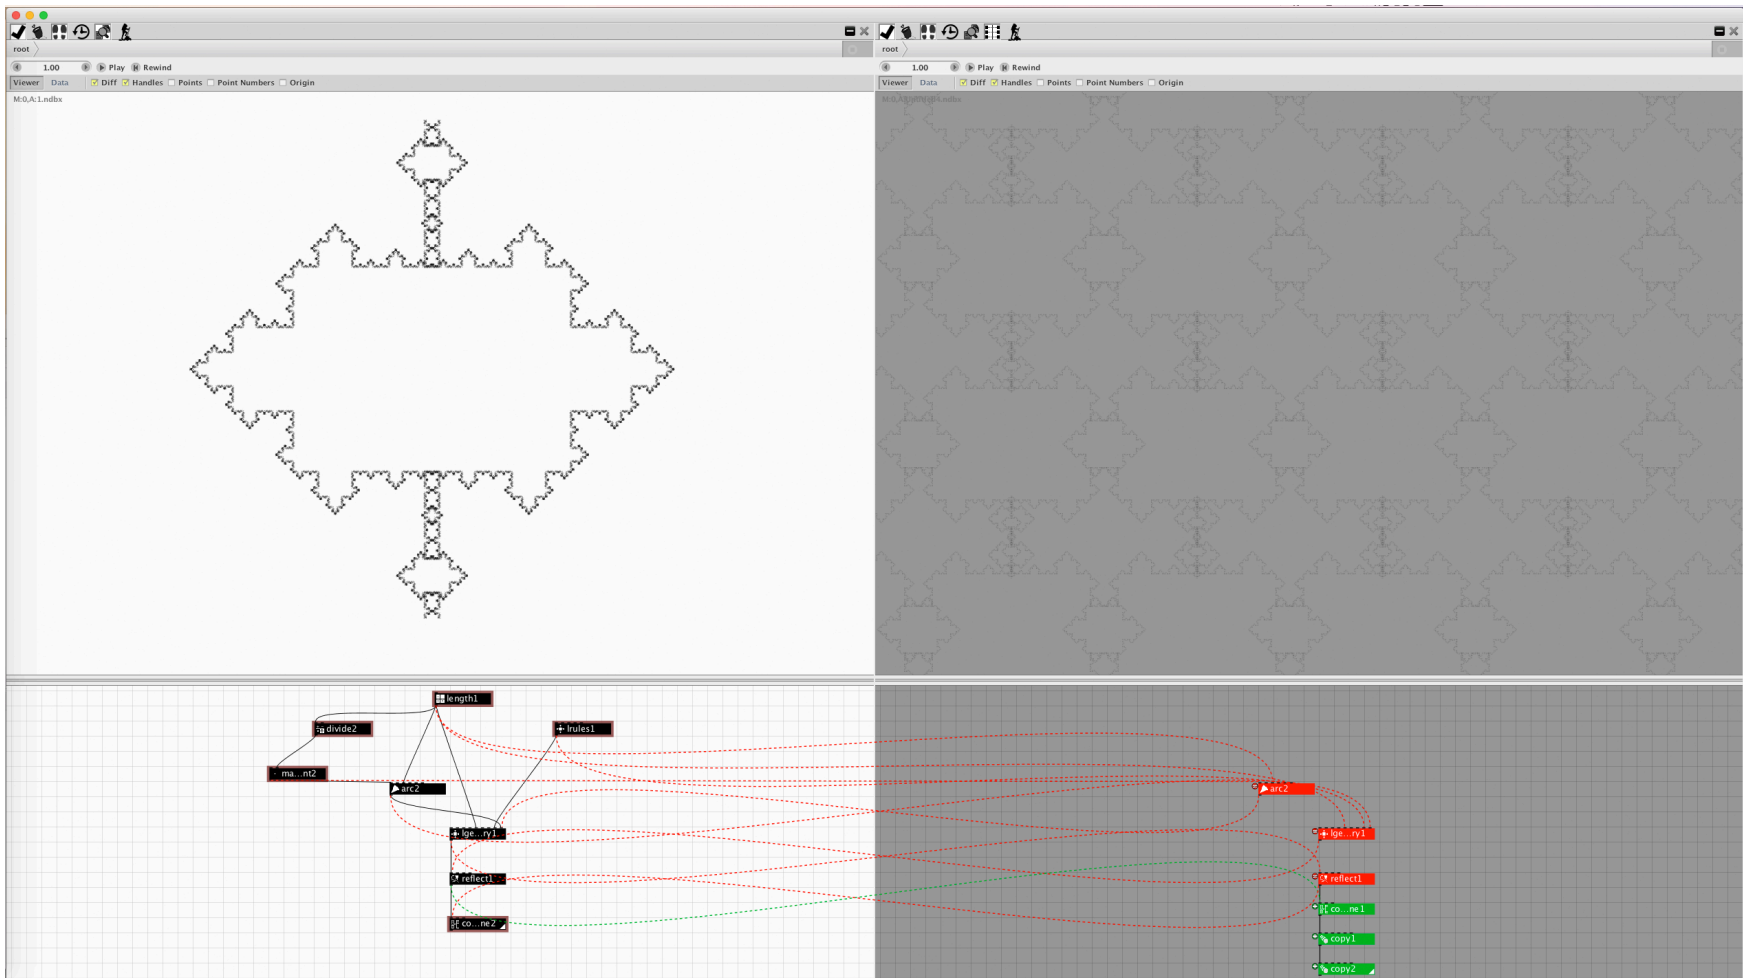 root
1.00 Play Rewind
Viewer Data Diff Handles Points Point Numbers Origin
M:0,A:1.ndbx
length1
divide2
lrules1
ma...nt2
arc2
lge...ry1
reflect1
co...ne2
root
1.00 Play Rewind
Viewer Data Diff Handles Points Point Numbers Origin
arc2
lge...ry1
reflect1
co...ne1
copy1
copy2